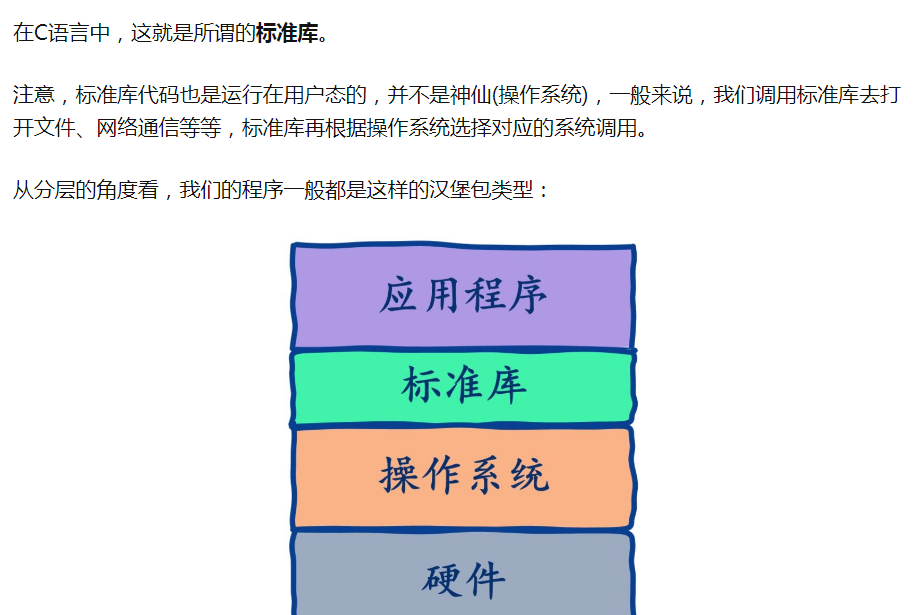 在C语言中，这就是所谓的标准库。
注意，标准库代码也是运行在用户态的，并不是神仙(操作系统)，一般来说，我们调用标准库去打
开文件、网络通信等等，标准库再根据操作系统选择对应的系统调用。
从分层的角度看，我们的程序一般都是这样的汉堡包类型：
应用程序
标准库
操作系统
硬件